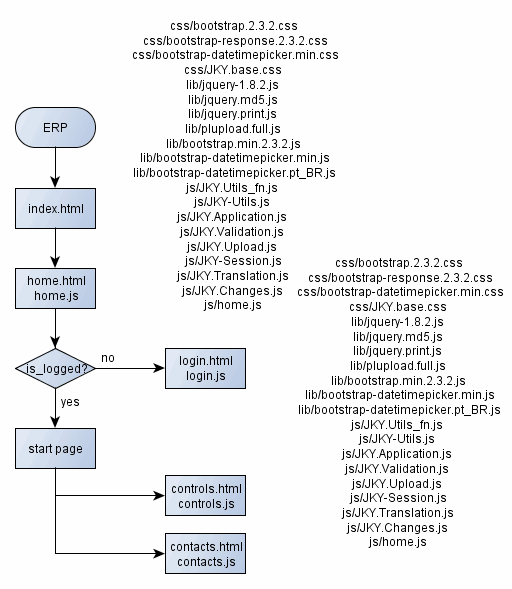 css/bootstrap.2.3.2.css
css/bootstrap-response.2.3.2.css
css/bootstrap-datetimepicker.min.css
css/JKY.base.css
lib/jquery-1.8.2.js
lib/jquery.md5.js
lib/jquery.print.js
lib/plupload.full.js
lib/bootstrap.min.2.3.2.js
lib/bootstrap-datetimepicker.min.js
lib/bootstrap-datetimepicker.pt_BR.js
js/JKY.Utils_fn.js
js/JKY-Utils.js
js/JKY.Application.js
js/JKY.Validation.js
js/JKY.Upload.js
js/JKY-Session.js
js/JKY.Translation.js
js/JKY.Changes.js
js/home.js
ERP
index.html
home.html
home.js
is_logged?
no
login.html
login.js
yes
start page
controls.html
controls.js
contacts.html
contacts.js
css/bootstrap.2.3.2.css
css/bootstrap-response.2.3.2.css
css/bootstrap-datetimepicker.min.css
css/JKY.base.css
lib/jquery-1.8.2.js
lib/jquery.md5.js
lib/jquery.print.js
lib/plupload.full.js
lib/bootstrap.min.2.3.2.js
lib/bootstrap-datetimepicker.min.js
lib/bootstrap-datetimepicker.pt_BR.js
js/JKY.Utils_fn.js
js/JKY-Utils.js
js/JKY.Application.js
js/JKY.Validation.js
js/JKY.Upload.js
js/JKY-Session.js
js/JKY.Translation.js
js/JKY.Changes.js
js/home.js